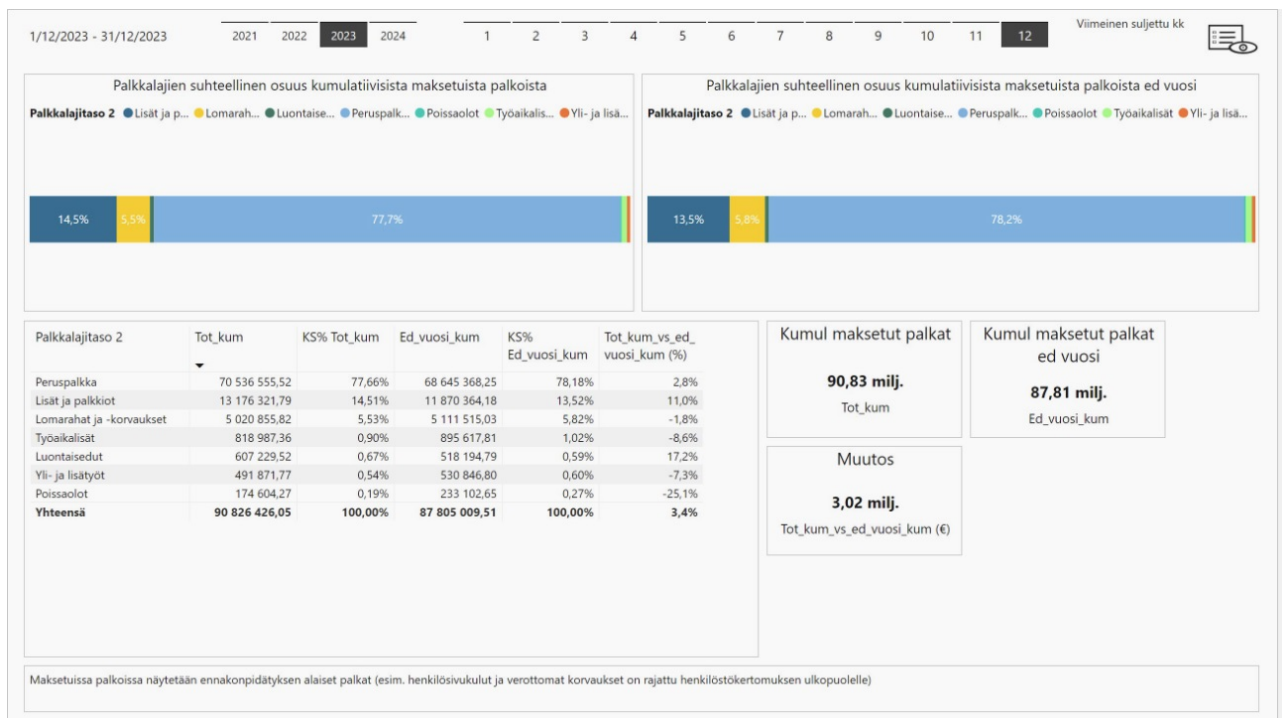 1/12/2023 - 31/12/2023
2021 2022 2023 2024
1 2 3 4 5 6 7 8 9 10 11 12
Viimeinen suljettu kk
Palkkalajien suhteellinen osuus kumulatiivisista maksetuista palkoista
Palkkalajitaso 2 Lisät ja p... Lomarah... Luontaise... Peruspalk... Poissaolot Työaikalis... Yli- ja lisä...
14,5% 5,5% 77,7%
Palkkalajien suhteellinen osuus kumulatiivisista maksetuista palkoista ed vuosi
Palkkalajitaso 2 Lisät ja p... Lomarah... Luontaise... Peruspalk... Poissaolot Työaikalisät Yli- ja lisä...
13,5% 5,8% 78,2%
Palkkalajitaso 2 Tot_kum KS% Tot_kum Ed_vuosi_kum KS% Tot_kum_vs_ed_
Ed_vuosi_kum vuosi_kum (%)
Peruspalkka 70 536 555,52 77,66% 68 645 368,25 78,18% 2,8%
Lisät ja palkkiot 13 176 321,79 14,51% 11 870 364,18 13,52% 11,0%
Lomarahat ja -korvaukset 5 020 855,82 5,53% 5 111 515,03 5,82% -1,8%
Työaikalisät 818 987,36 0,90% 895 617,81 1,02% -8,6%
Luontaisedut 607 229,52 0,67% 518 194,79 0,59% 17,2%
Yli- ja lisätyöt 491 871,77 0,54% 530 846,80 0,60% -7,3%
Poissaolot 174 604,27 0,19% 233 102,65 0,27% -25,1%
Yhteensä 90 826 426,05 100,00% 87 805 009,51 100,00% 3,4%
Kumul maksetut palkat
90,83 milj.
Tot_kum
Kumul maksetut palkat
ed vuosi
87,81 milj.
Ed_vuosi_kum
Muutos
3,02 milj.
Tot_kum_vs_ed_vuosi_kum (€)
Maksetuissa palkoissa näytetään ennakonpidätyksen alaiset palkat (esim. henkilösivukulut ja verottomat korvaukset on rajattu henkilöstökertomuksen ulkopuolelle)